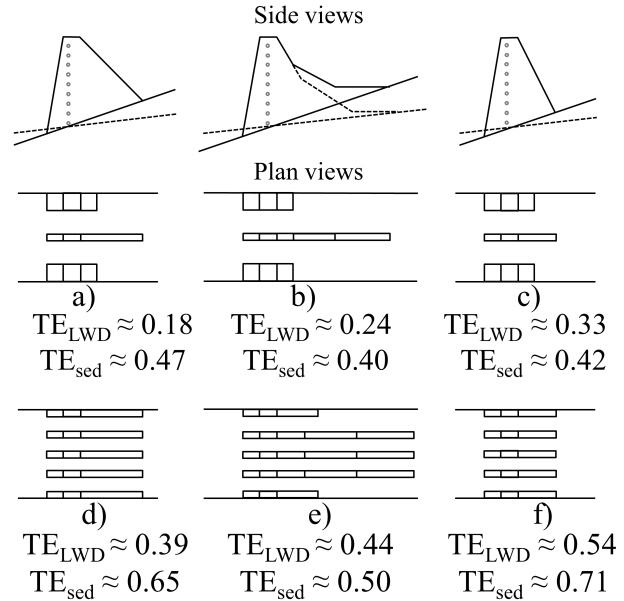 Side views
Plan views
a) b) c)
TE_LWD ≈ 0.18 TE_LWD ≈ 0.24 TE_LWD ≈ 0.33
TE_sed ≈ 0.47 TE_sed ≈ 0.40 TE_sed ≈ 0.42
d) e) f)
TE_LWD ≈ 0.39 TE_LWD ≈ 0.44 TE_LWD ≈ 0.54
TE_sed ≈ 0.65 TE_sed ≈ 0.50 TE_sed ≈ 0.71